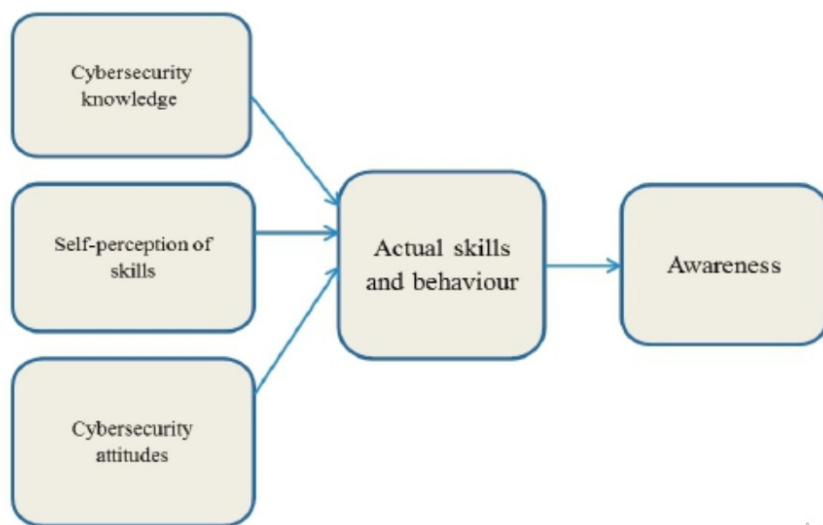 Cybersecurity
knowledge
Self-perception of
skills
Cybersecurity
attitudes
Actual skills
and behaviour
Awareness